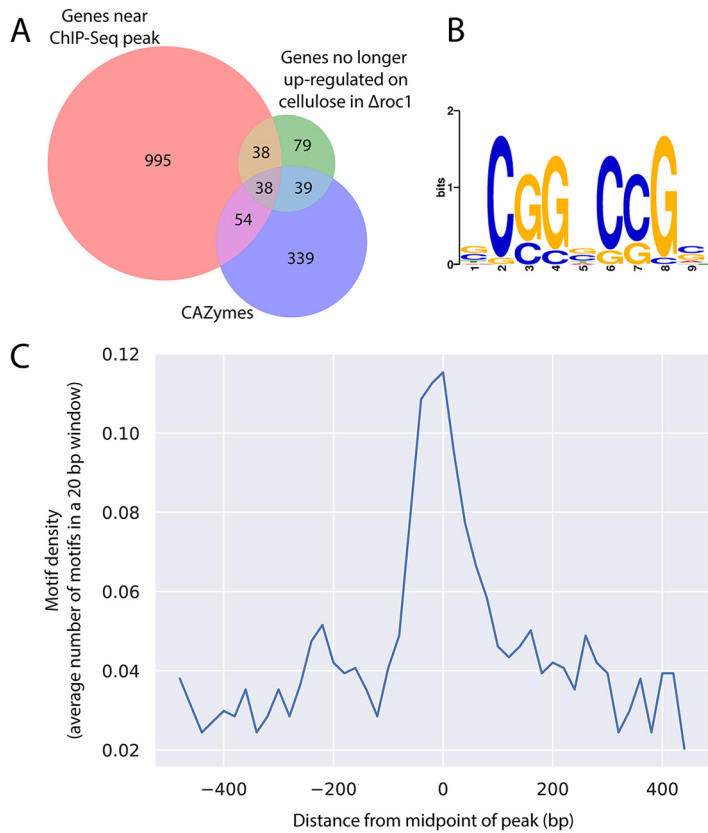 A
Genes near
ChIP-Seq peak
Genes no longer
up-regulated on
cellulose in Δroc1
995
38
79
38
39
54
339
CAZymes
B
2
bits
1
0
G C C G G C C G C
C G C C G G G C G
1 2 3 4 5 6 7 8 9
C
0.12
0.10
0.08
0.06
0.04
0.02
Motif density
(average number of motifs in a 20 bp window)
−400 −200 0 200 400
Distance from midpoint of peak (bp)